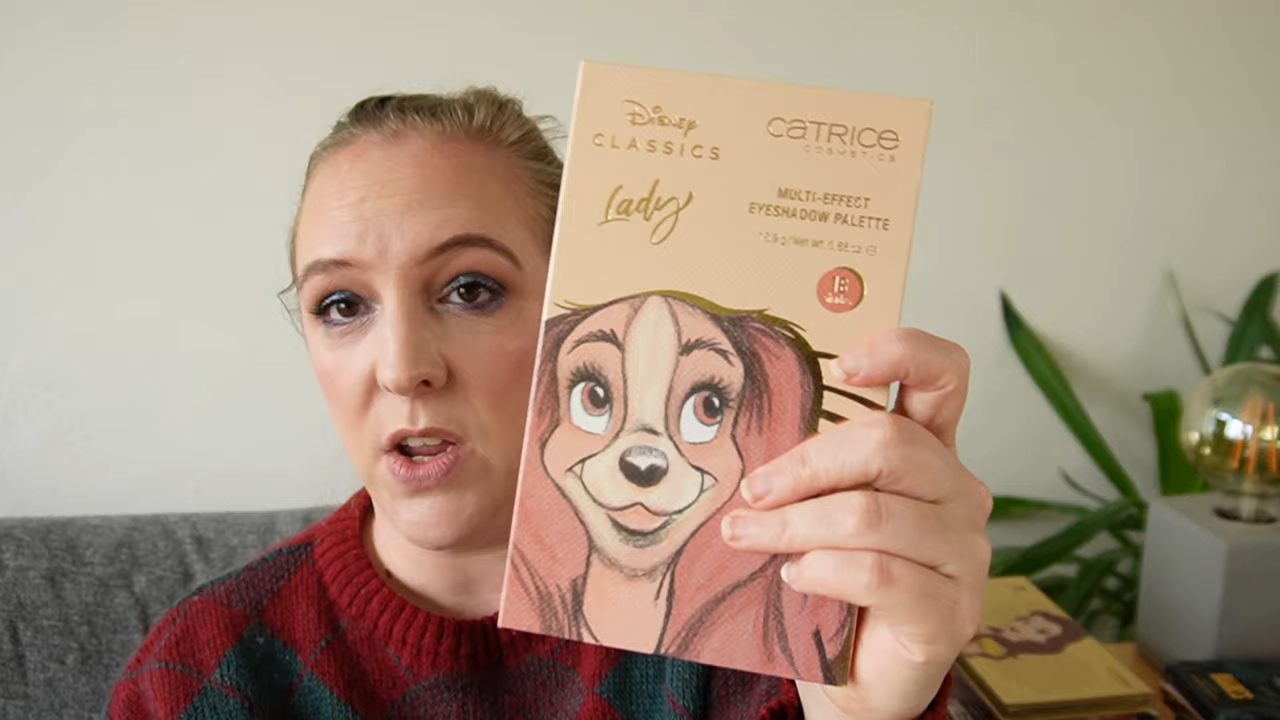 Disney
CLASSICS
Lady
CATRICE
COSMETICS
MULTI-EFFECT
EYESHADOW PALETTE